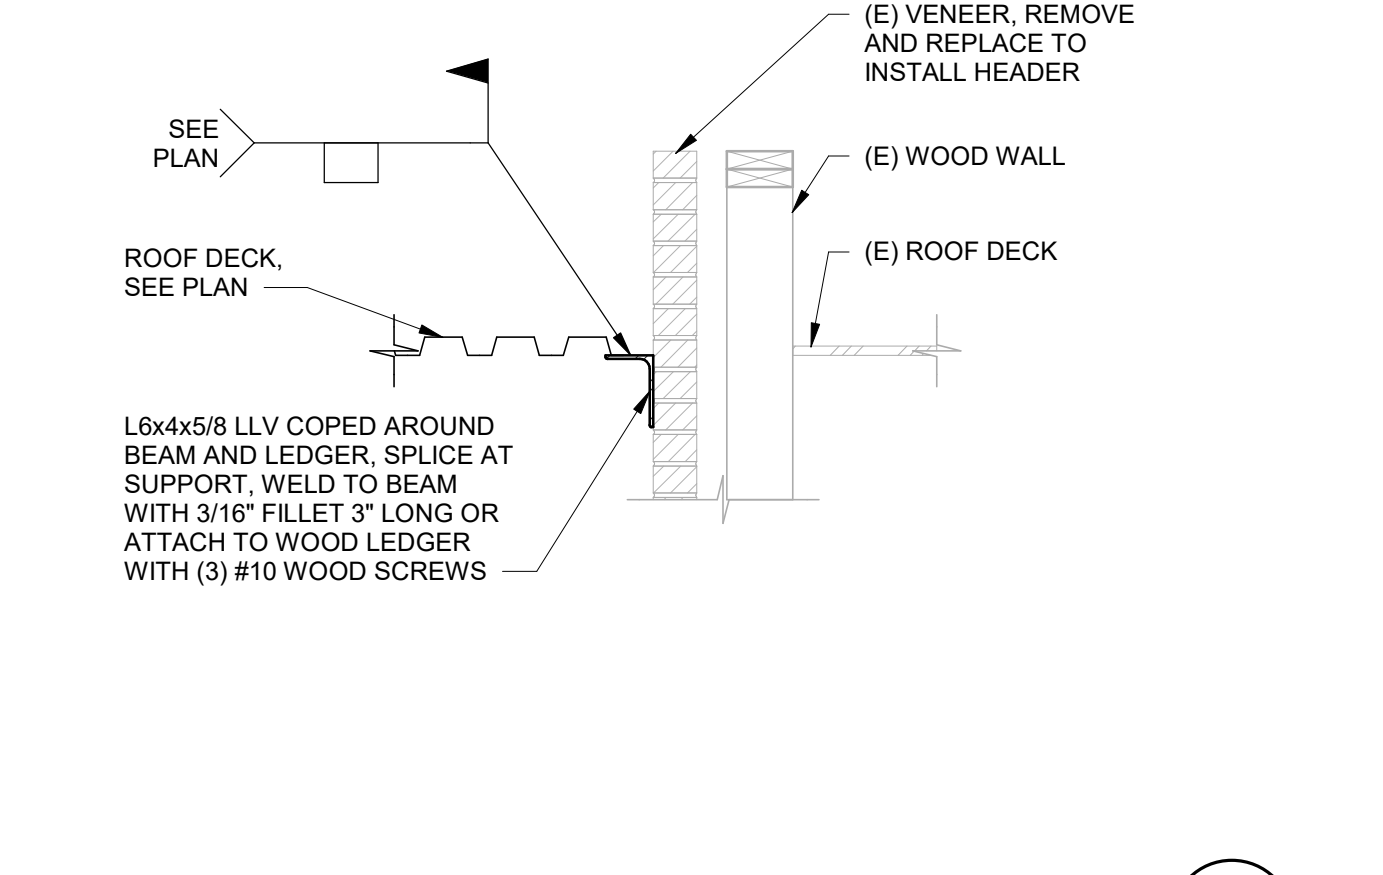 (E) VENEER, REMOVE
AND REPLACE TO
INSTALL HEADER
SEE
PLAN
(E) WOOD WALL
(E) ROOF DECK
ROOF DECK,
SEE PLAN
L6x4x5/8 LLV COPED AROUND
BEAM AND LEDGER, SPLICE AT
SUPPORT, WELD TO BEAM
WITH 3/16" FILLET 3" LONG OR
ATTACH TO WOOD LEDGER
WITH (3) #10 WOOD SCREWS